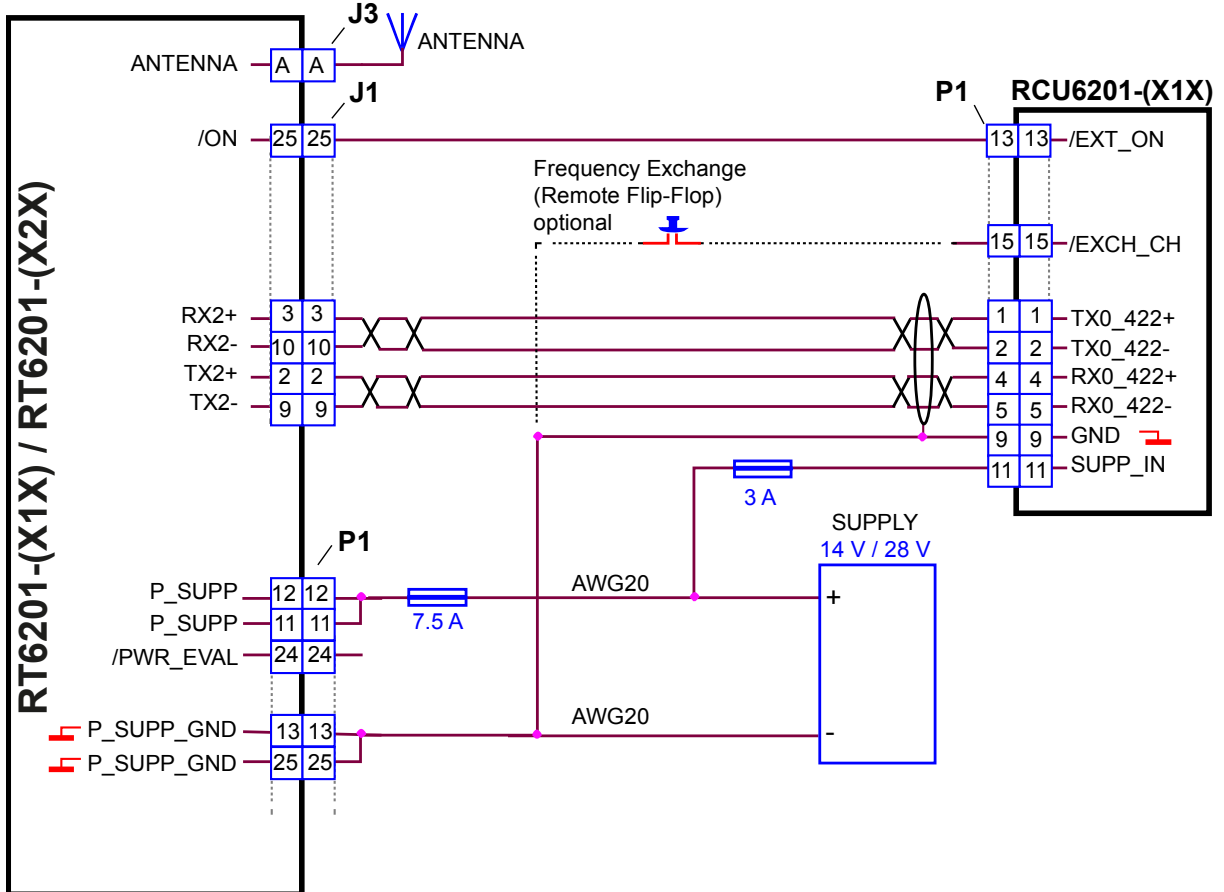 J3
ANTENNA
ANTENNA A A
J1
P1
RCU6201-(X1X)
/ON 25 25
13 13 /EXT_ON
Frequency Exchange
(Remote Flip-Flop)
optional
15 15 /EXCH_CH
RT6201-(X1X) / RT6201-(X2X)
RX2+ 3 3
1 1 TX0_422+
RX2- 10 10
2 2 TX0_422-
TX2+ 2 2
4 4 RX0_422+
TX2- 9 9
5 5 RX0_422-
9 9 GND
11 11 SUPP_IN
3 A
SUPPLY
14 V / 28 V
P1
P_SUPP 12 12
AWG20
+
P_SUPP 11 11
7.5 A
/PWR_EVAL 24 24
P_SUPP_GND 13 13
AWG20
-
P_SUPP_GND 25 25